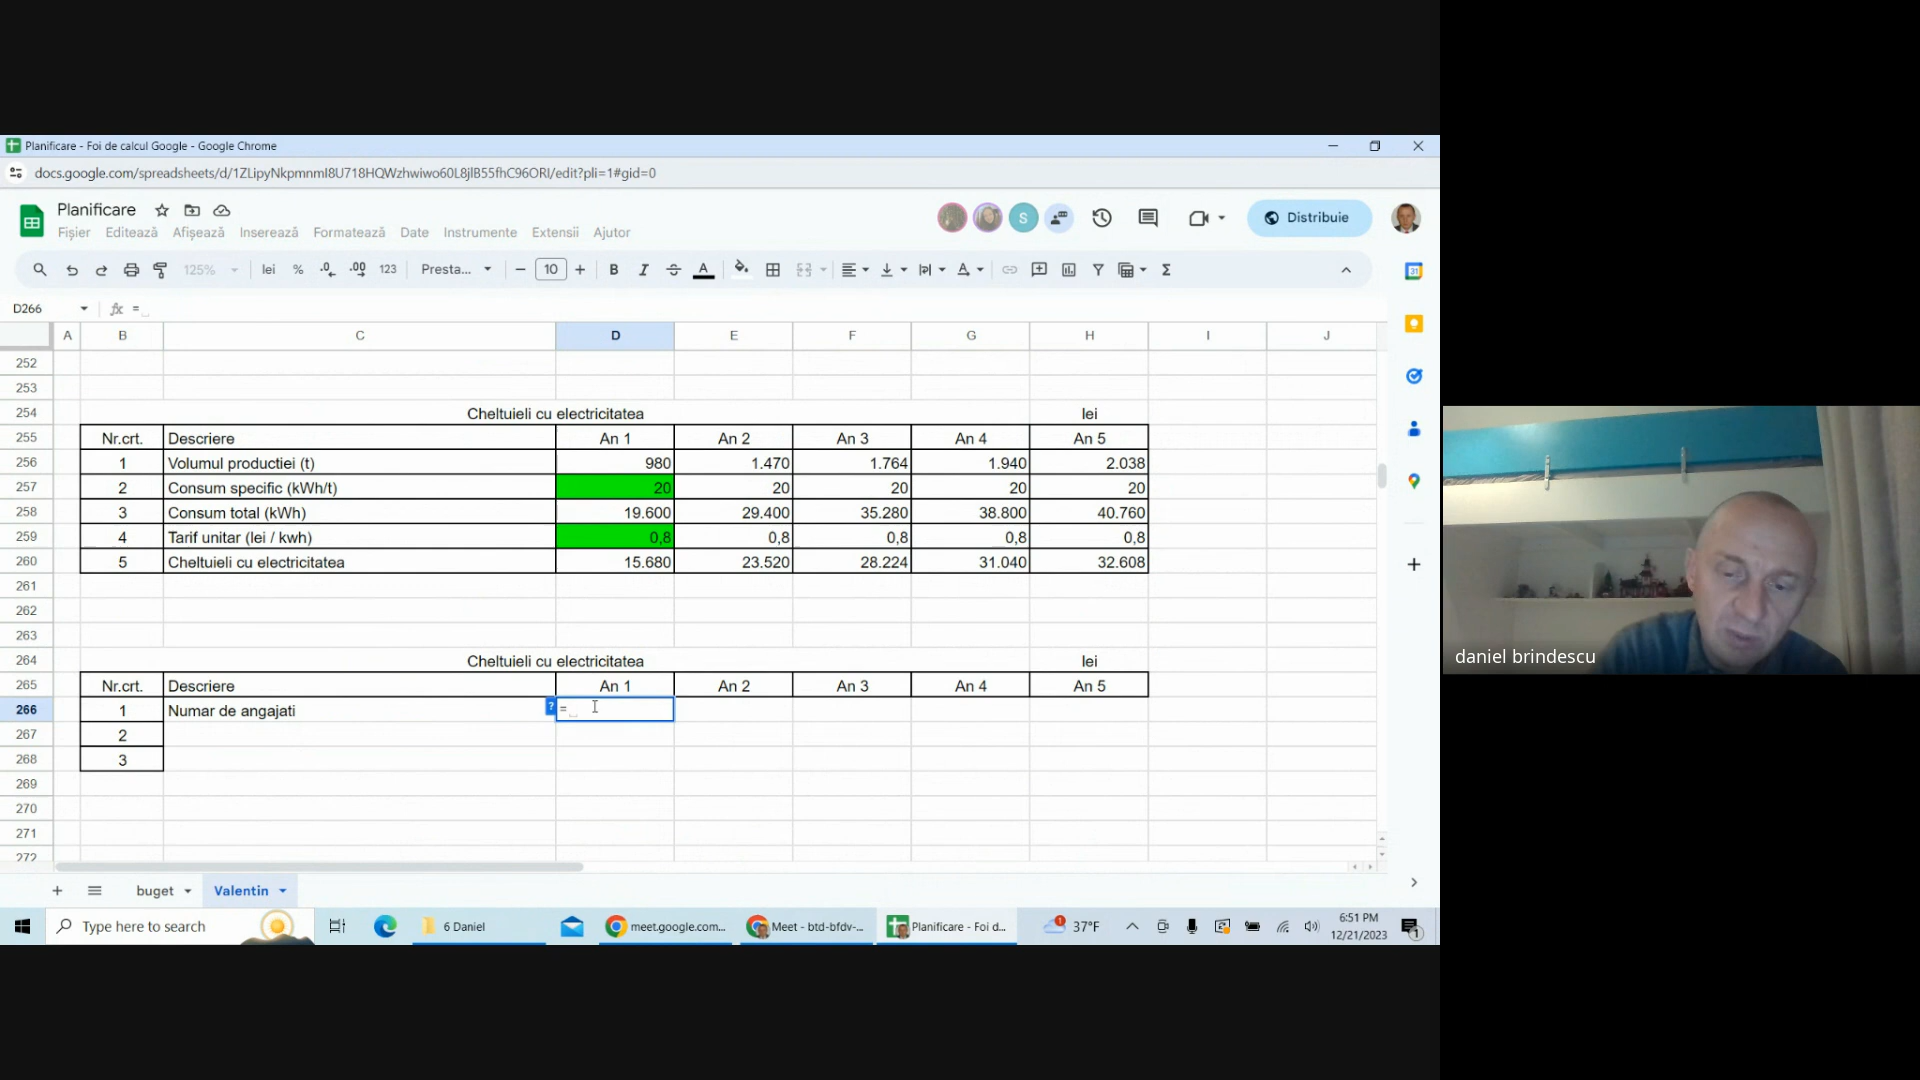 Planificare - Foi de calcul Google - Google Chrome
docs.google.com/spreadsheets/d/1ZLipyNkpmnmI8U718HQWzhwiwo60L8jlB55fhC96ORI/edit?pli=1#gid=0
Planificare
S
Distribuie
Fișier Editează Afișează Inserează Formatează Date Instrumente Extensii Ajutor
125% lei % .0 .00 123 Presta... − 10 + B I S A Σ
D266 fx =
A B C D E F G H I J
252
253
254 Cheltuieli cu electricitatea lei
255 Nr.crt. Descriere An 1 An 2 An 3 An 4 An 5
256 1 Volumul productiei (t) 980 1.470 1.764 1.940 2.038
257 2 Consum specific (kWh/t) 20 20 20 20 20
258 3 Consum total (kWh) 19.600 29.400 35.280 38.800 40.760
259 4 Tarif unitar (lei / kwh) 0,8 0,8 0,8 0,8 0,8
260 5 Cheltuieli cu electricitatea 15.680 23.520 28.224 31.040 32.608
261
262
263
264 Cheltuieli cu electricitatea lei
265 Nr.crt. Descriere An 1 An 2 An 3 An 4 An 5
266 1 Numar de angajati ? =
267 2
268 3
269
270
271
272
+ buget Valentin
Type here to search 6 Daniel meet.google.com... Meet - btd-bfdv-... Planificare - Foi d... 1 37°F 6:51 PM
12/21/2023 1
31
daniel brindescu